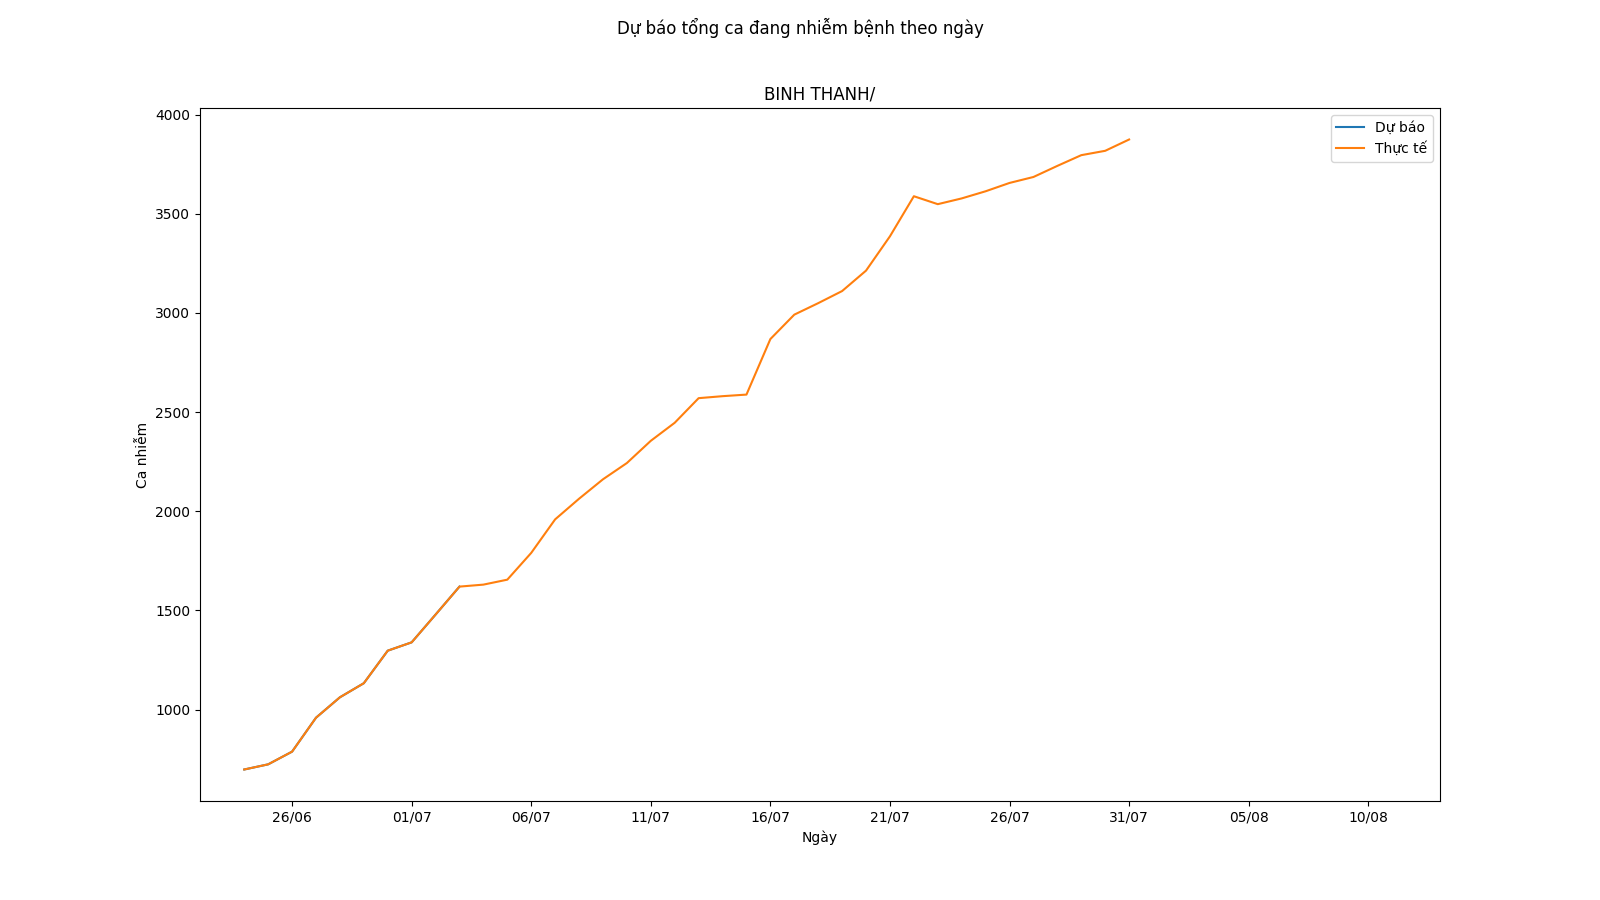 Dự báo tổng ca đang nhiễm bệnh theo ngày
BINH THANH/
Dự báo
Thực tế
4000
3500
3000
2500
2000
1500
1000
Ca nhiễm
26/06
01/07
06/07
11/07
16/07
21/07
26/07
31/07
05/08
10/08
Ngày